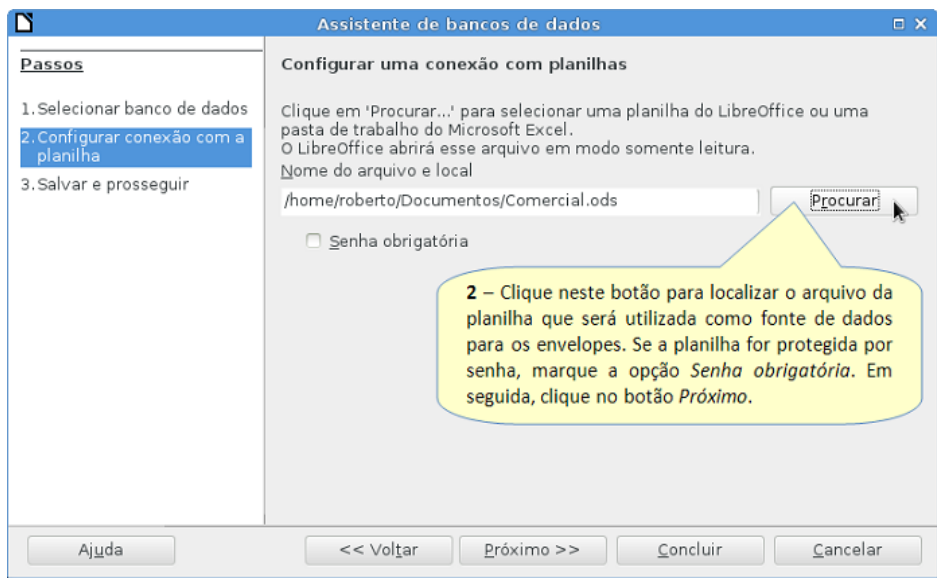 Assistente de bancos de dados
Passos
1. Selecionar banco de dados
2. Configurar conexão com a
planilha
3. Salvar e prosseguir
Configurar uma conexão com planilhas
Clique em 'Procurar...' para selecionar uma planilha do LibreOffice ou uma
pasta de trabalho do Microsoft Excel.
O LibreOffice abrirá esse arquivo em modo somente leitura.
Nome do arquivo e local
/home/roberto/Documentos/Comercial.ods
Procurar
Senha obrigatória
2 – Clique neste botão para localizar o arquivo da
planilha que será utilizada como fonte de dados
para os envelopes. Se a planilha for protegida por
senha, marque a opção Senha obrigatória. Em
seguida, clique no botão Próximo.
Ajuda
<< Voltar
Próximo >>
Concluir
Cancelar